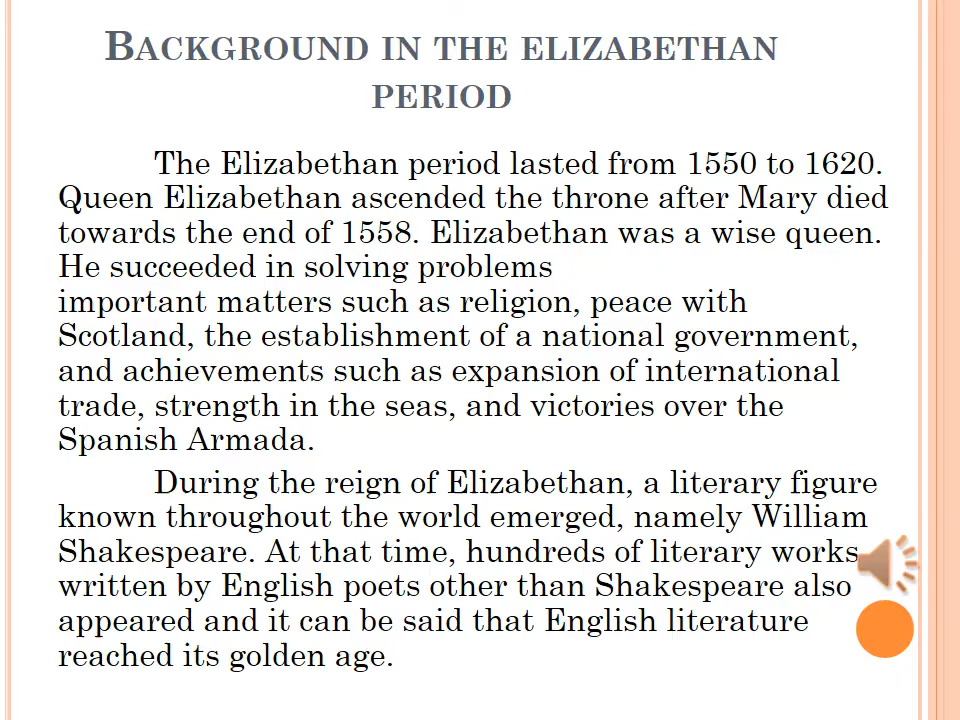 BACKGROUND IN THE ELIZABETHAN
PERIOD
The Elizabethan period lasted from 1550 to 1620.
Queen Elizabethan ascended the throne after Mary died
towards the end of 1558. Elizabethan was a wise queen.
He succeeded in solving problems
important matters such as religion, peace with
Scotland, the establishment of a national government,
and achievements such as expansion of international
trade, strength in the seas, and victories over the
Spanish Armada.
During the reign of Elizabethan, a literary figure
known throughout the world emerged, namely William
Shakespeare. At that time, hundreds of literary works
written by English poets other than Shakespeare also
appeared and it can be said that English literature
reached its golden age.